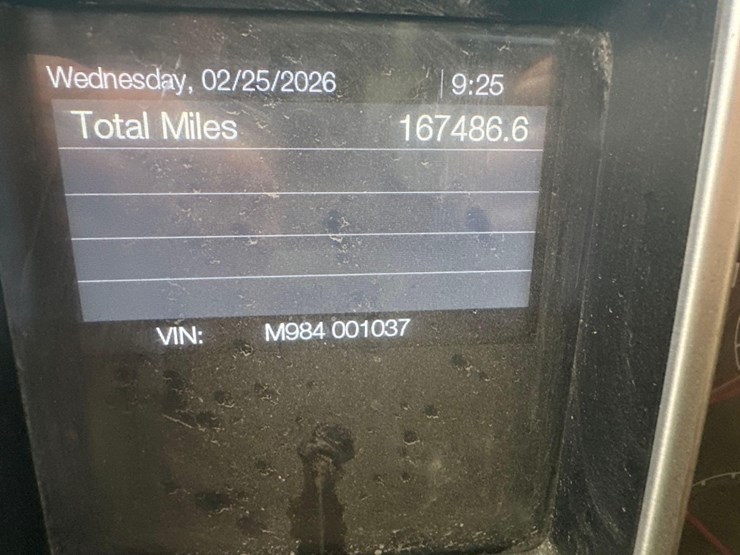 Wednesday, 02/25/2026 | 9:25
Total Miles 167486.6
VIN: M984 001037